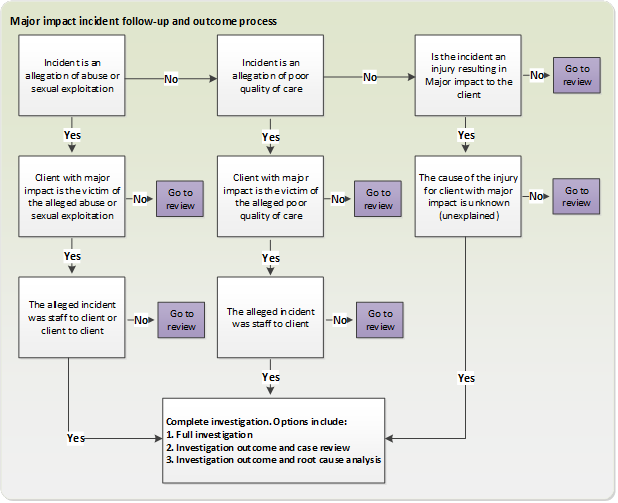 Major impact incident follow-up and outcome process
Incident is an
allegation of abuse or
sexual exploitation
No
Incident is an
allegation of poor
quality of care
No
Is the incident an
injury resulting in
Major impact to the
client
No
Go to
review
Yes
Yes
Yes
Client with major
impact is the victim of
the alleged abuse or
sexual exploitation
No
Go to
review
Client with major
impact is the victim of
the alleged poor
quality of care
No
Go to
review
The cause of the injury
for client with major
impact is unknown
(unexplained)
No
Go to
review
Yes
Yes
The alleged incident
was staff to client or
client to client
No
Go to
review
The alleged incident
was staff to client
No
Go to
review
Yes
Yes
Yes
Complete investigation. Options include:
1. Full investigation
2. Investigation outcome and case review
3. Investigation outcome and root cause analysis